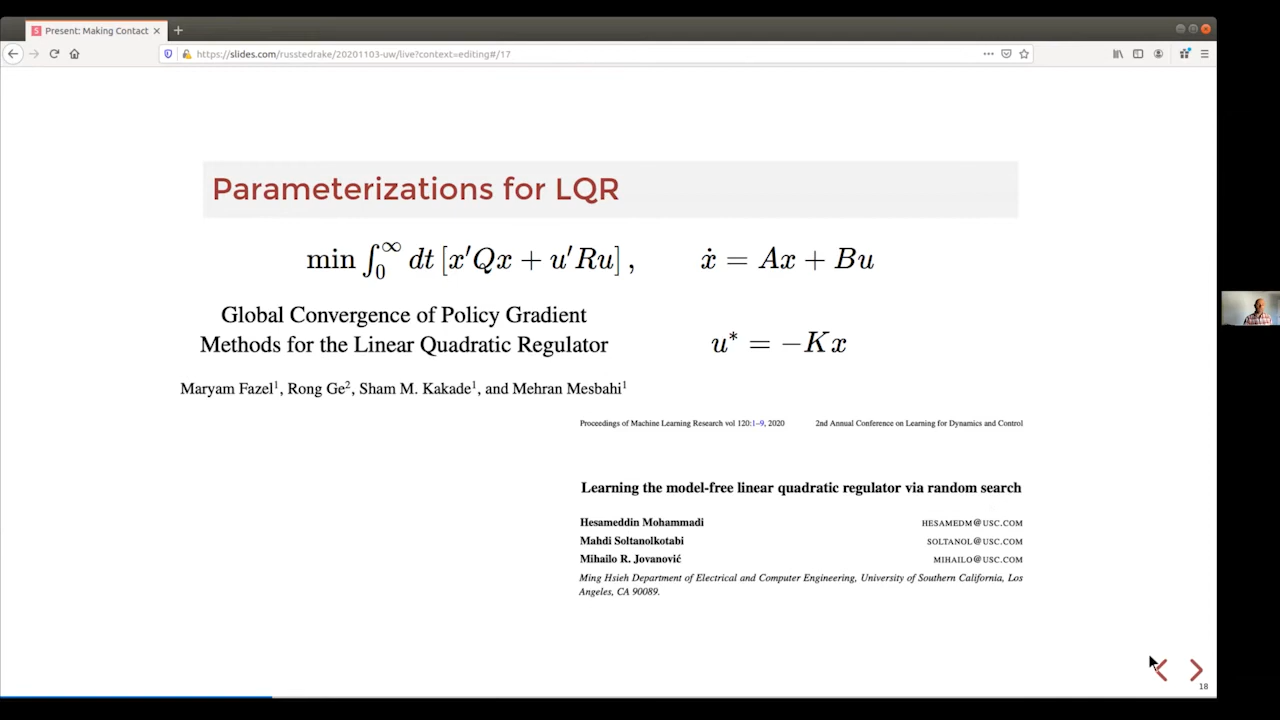 Present: Making Contact
https://slides.com/russtedrake/20201103-uw/live?context=editing#/17
Parameterizations for LQR
min ∫₀^∞ dt [x′Qx + u′Ru] ,   ẋ = Ax + Bu
Global Convergence of Policy Gradient
Methods for the Linear Quadratic Regulator
u* = −Kx
Maryam Fazel¹, Rong Ge², Sham M. Kakade¹, and Mehran Mesbahi¹
Proceedings of Machine Learning Research vol 120:1–9, 2020   2nd Annual Conference on Learning for Dynamics and Control
Learning the model-free linear quadratic regulator via random search
Hesameddin Mohammadi   HESAMEDM@USC.COM
Mahdi Soltanolkotabi   SOLTANOL@USC.COM
Mihailo R. Jovanović   MIHAILO@USC.COM
Ming Hsieh Department of Electrical and Computer Engineering, University of Southern California, Los
Angeles, CA 90089.
18